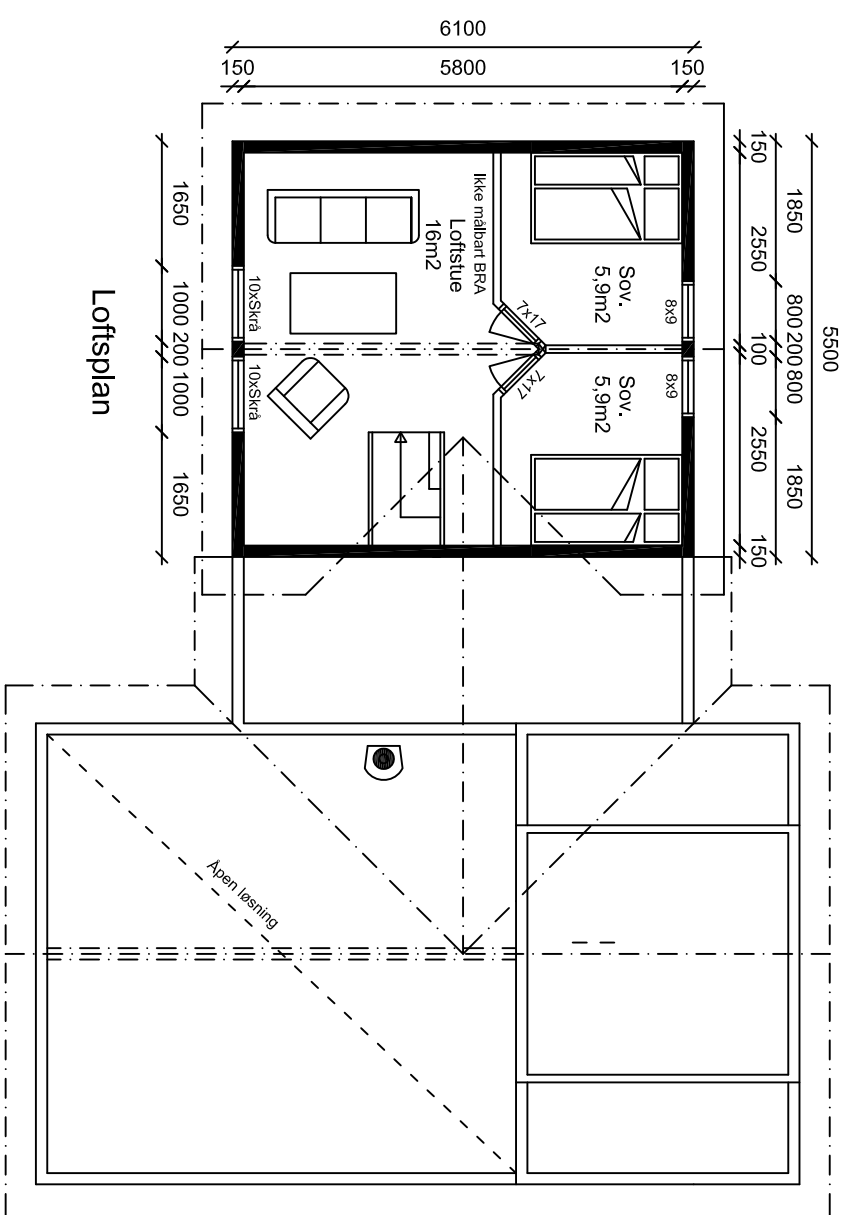 6100
150
5800
150
5500
1850
800
200
800
1850
150
2550
100
2550
150
Sov.
5,9m2
8x9
Sov.
5,9m2
8x9
7x17
7x17
Ikke målbart BRA
Loftstue
16m2
10xSkrå
10xSkrå
1650
1000
200
1000
1650
Loftsplan
Åpen løsning